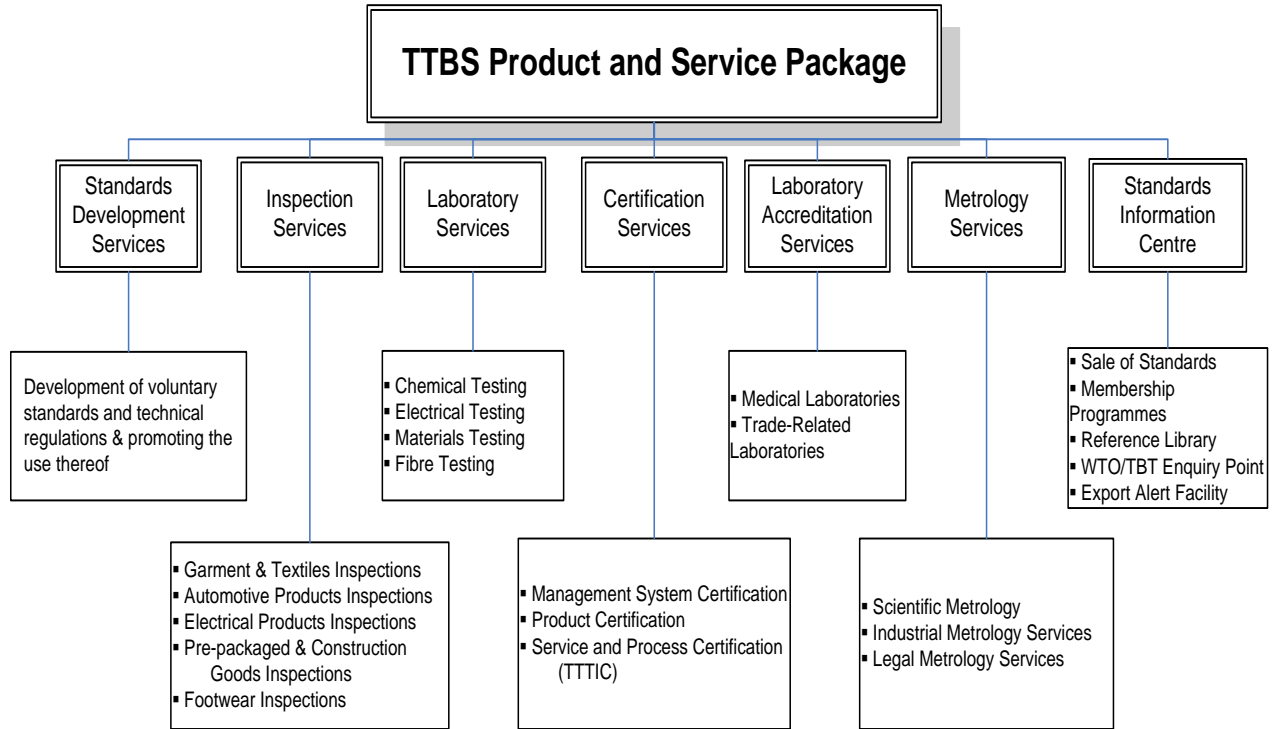 TTBS Product and Service Package
Standards
Development
Services
Inspection
Services
Laboratory
Services
Certification
Services
Laboratory
Accreditation
Services
Metrology
Services
Standards
Information
Centre
Development of voluntary
standards and technical
regulations & promoting the
use thereof
▪ Chemical Testing
▪ Electrical Testing
▪ Materials Testing
▪ Fibre Testing
▪ Medical Laboratories
▪ Trade-Related
Laboratories
▪ Sale of Standards
▪ Membership
Programmes
▪ Reference Library
▪ WTO/TBT Enquiry Point
▪ Export Alert Facility
▪ Garment & Textiles Inspections
▪ Automotive Products Inspections
▪ Electrical Products Inspections
▪ Pre-packaged & Construction
Goods Inspections
▪ Footwear Inspections
▪ Management System Certification
▪ Product Certification
▪ Service and Process Certification
(TTTIC)
▪ Scientific Metrology
▪ Industrial Metrology Services
▪ Legal Metrology Services